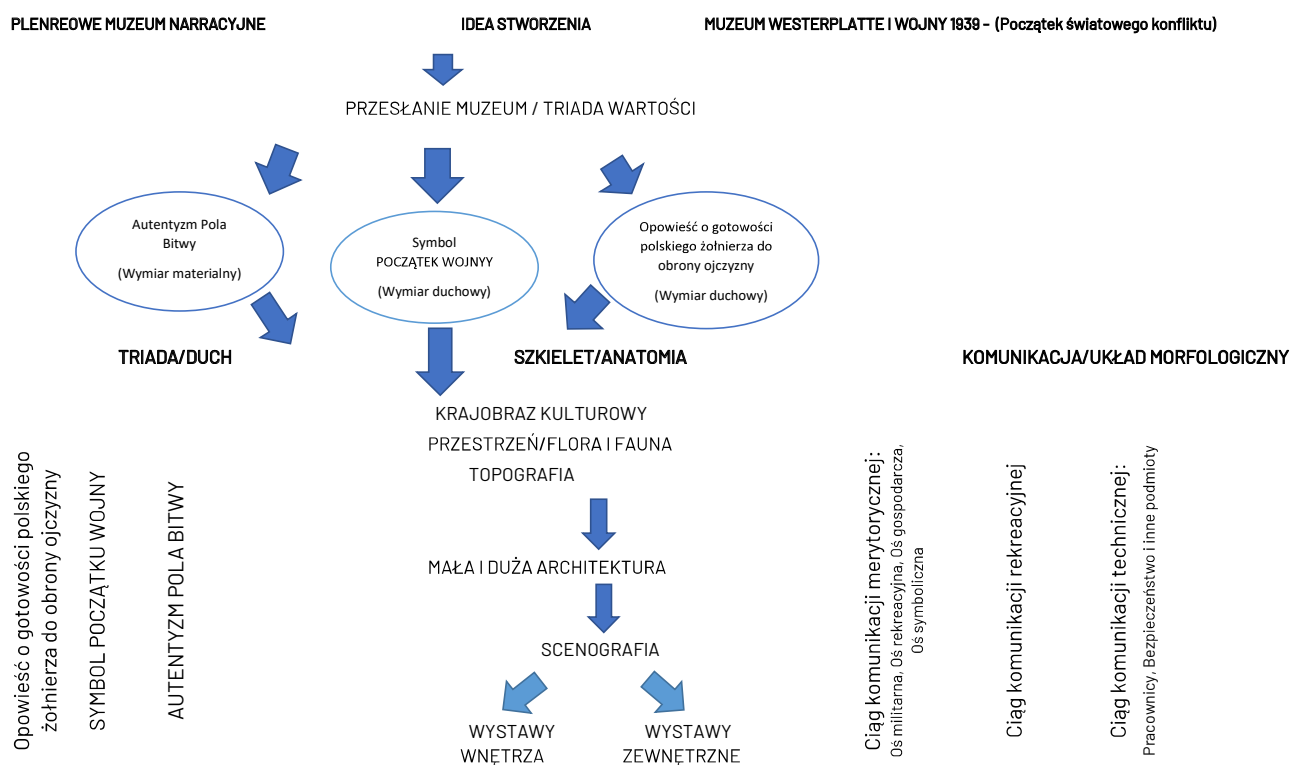 PLENREOWE MUZEUM NARRACYJNE
IDEA STWORZENIA
MUZEUM WESTERPLATTE I WOJNY 1939 - (Początek światowego konfliktu)
PRZESŁANIE MUZEUM / TRIADA WARTOŚCI
Autentyzm Pola
Bitwy
(Wymiar materialny)
Symbol
POCZĄTEK WOJNYY
(Wymiar duchowy)
Opowieść o gotowości
polskiego żołnierza do
obrony ojczyzny
(Wymiar duchowy)
TRIADA/DUCH
SZKIELET/ANATOMIA
KOMUNIKACJA/UKŁAD MORFOLOGICZNY
Opowieść o gotowości polskiego
żołnierza do obrony ojczyzny
SYMBOL POCZĄTKU WOJNY
AUTENTYZM POLA BITWY
KRAJOBRAZ KULTUROWY
PRZESTRZEŃ/FLORA I FAUNA
TOPOGRAFIA
MAŁA I DUŻA ARCHITEKTURA
SCENOGRAFIA
WYSTAWY
WNĘTRZA
WYSTAWY
ZEWNĘTRZNE
Ciąg komunikacji merytorycznej:
Oś militarna, Oś rekreacyjna, Oś gospodarcza,
Oś symboliczna
Ciąg komunikacji rekreacyjnej
Ciąg komunikacji technicznej:
Pracownicy, Bezpieczeństwo i inne podmioty